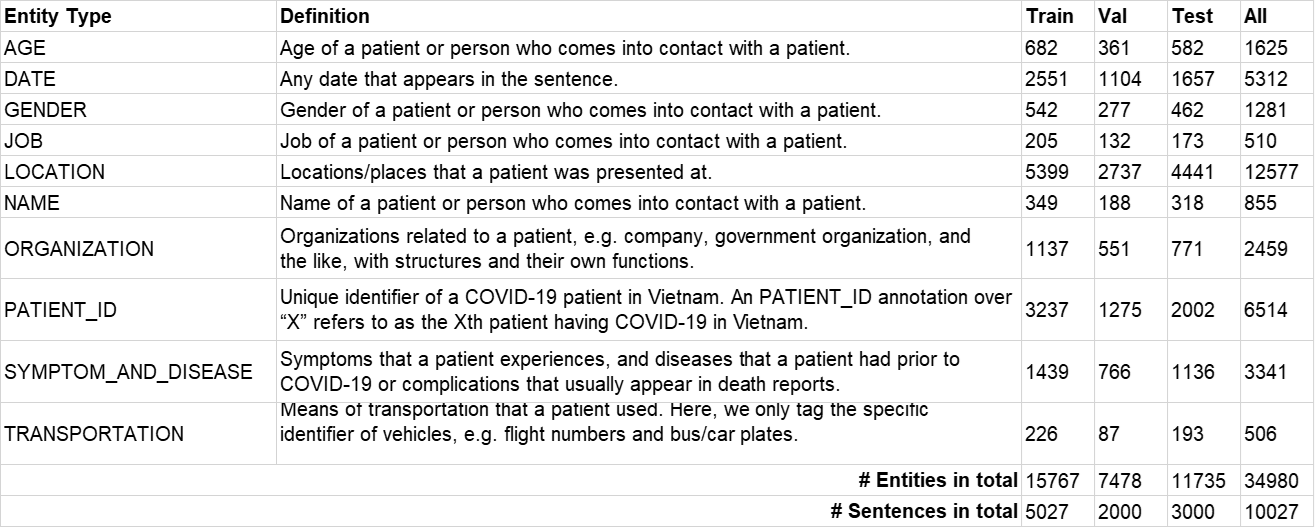 Entity Type Definition Train Val Test All
AGE Age of a patient or person who comes into contact with a patient. 682 361 582 1625
DATE Any date that appears in the sentence. 2551 1104 1657 5312
GENDER Gender of a patient or person who comes into contact with a patient. 542 277 462 1281
JOB Job of a patient or person who comes into contact with a patient. 205 132 173 510
LOCATION Locations/places that a patient was presented at. 5399 2737 4441 12577
NAME Name of a patient or person who comes into contact with a patient. 349 188 318 855
ORGANIZATION Organizations related to a patient, e.g. company, government organization, and
the like, with structures and their own functions. 1137 551 771 2459
PATIENT_ID Unique identifier of a COVID-19 patient in Vietnam. An PATIENT_ID annotation over
“X” refers to as the Xth patient having COVID-19 in Vietnam. 3237 1275 2002 6514
SYMPTOM_AND_DISEASE Symptoms that a patient experiences, and diseases that a patient had prior to
COVID-19 or complications that usually appear in death reports. 1439 766 1136 3341
TRANSPORTATION Means of transportation that a patient used. Here, we only tag the specific
identifier of vehicles, e.g. flight numbers and bus/car plates. 226 87 193 506
# Entities in total 15767 7478 11735 34980
# Sentences in total 5027 2000 3000 10027